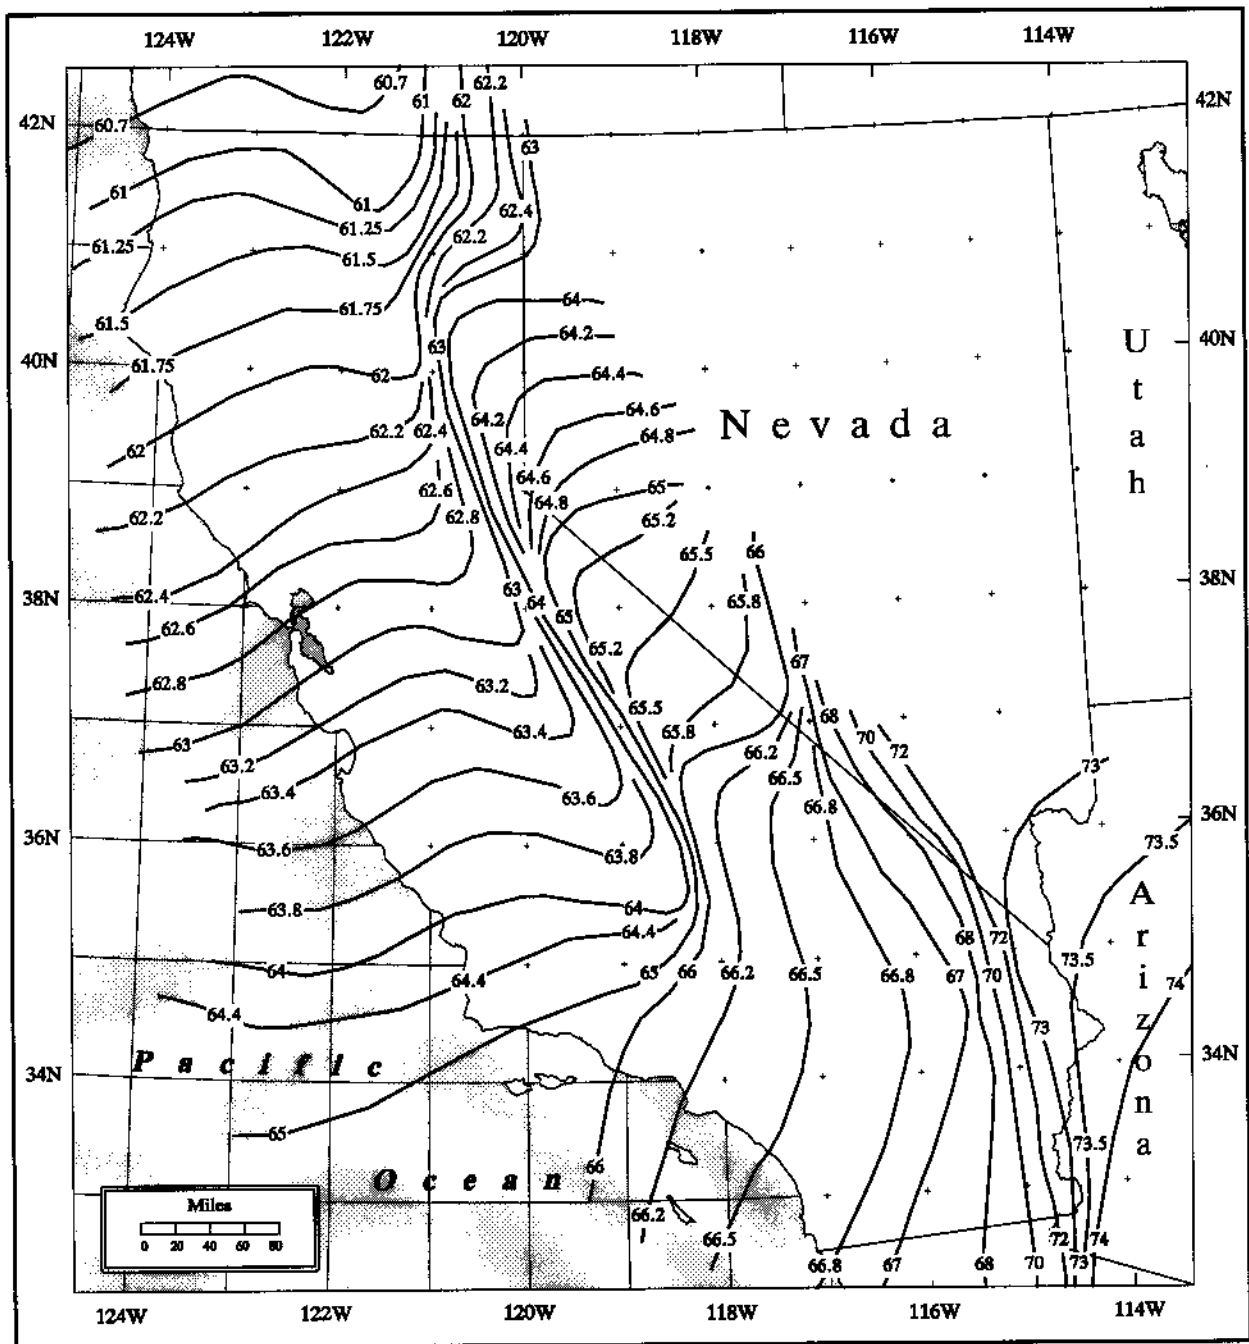 124W 122W 120W 118W 116W 114W
60.7 61 62 62.2
42N 60.7 63 42N
61 61 62.4
61.25 61.25 62.2
61.5 61.5
61.75 64
61.5 63 64.2
40N 61.75 62 64.4 40N
Utah
62.2 62.4 64.2 64.6
Nevada
62 64.4 64.8
62.6 64.6 65
62.2 62.8 64.8 65.2
65.5 66
38N 62.4 63 64 65.8 38N
62.6 65 65.2
62.8 63.2 65.5 67
63 63.4 65.8 68
63.2 66.2 70 72
63.4 63.6 66.5 73
36N 63.6 63.8 66.8 73.5 36N
63.8 64
Arizona
64 64.4 68 72
64.4 65 66 66.2 66.5 66.8 67 70 73.5
64.4 73 74
34N Pacific 34N
65 73.5
Ocean 66
66.2
66.5 72 74
66.8 67 68 70 73
Miles
0 20 40 60 80
124W 122W 120W 118W 116W 114W